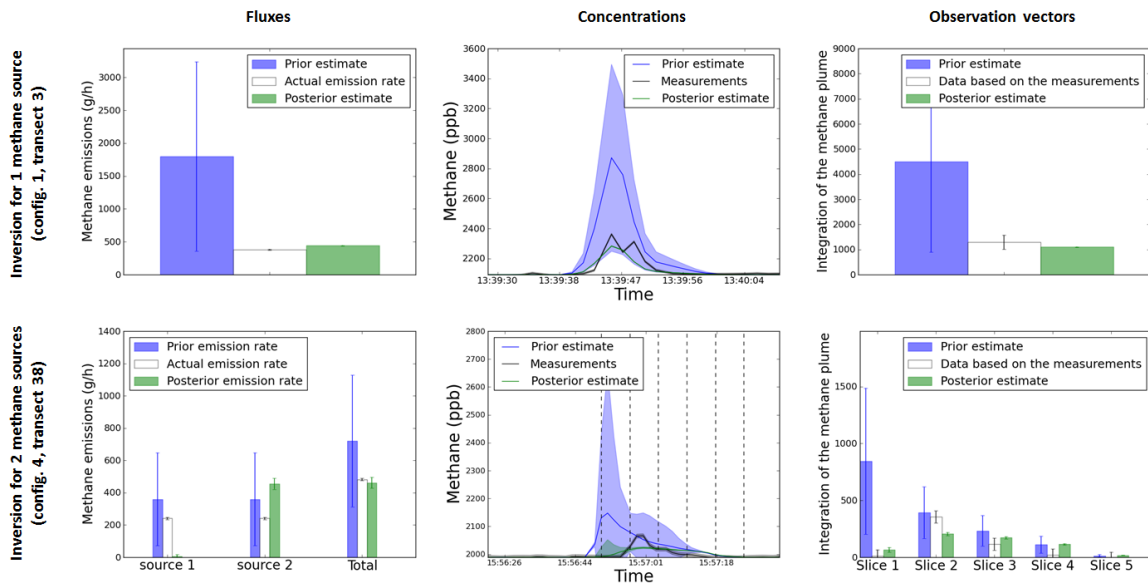 Fluxes
Concentrations
Observation vectors
Inversion for 1 methane source
(config. 1, transect 3)
Methane emissions (g/h)
3000
2500
2000
1500
1000
500
0
Prior estimate
Actual emission rate
Posterior estimate
Methane (ppb)
3600
3400
3200
3000
2800
2600
2400
2200
Prior estimate
Measurements
Posterior estimate
13:39:30
13:39:38
13:39:47
13:39:56
13:40:04
Time
Integration of the methane plume
9000
8000
7000
6000
5000
4000
3000
2000
1000
0
Prior estimate
Data based on the measurements
Posterior estimate
Inversion for 2 methane sources
(config. 4, transect 38)
Methane emissions (g/h)
1400
1200
1000
800
600
400
200
0
Prior emission rate
Actual emission rate
Posterior emission rate
source 1
source 2
Total
Methane (ppb)
2800
2700
2600
2500
2400
2300
2200
2100
2000
Prior estimate
Measurements
Posterior estimate
15:56:26
15:56:44
15:57:01
15:57:18
15:57:36
Time
Integration of the methane plume
1500
1000
500
0
Prior estimate
Data based on the measurements
Posterior estimate
Slice 1
Slice 2
Slice 3
Slice 4
Slice 5